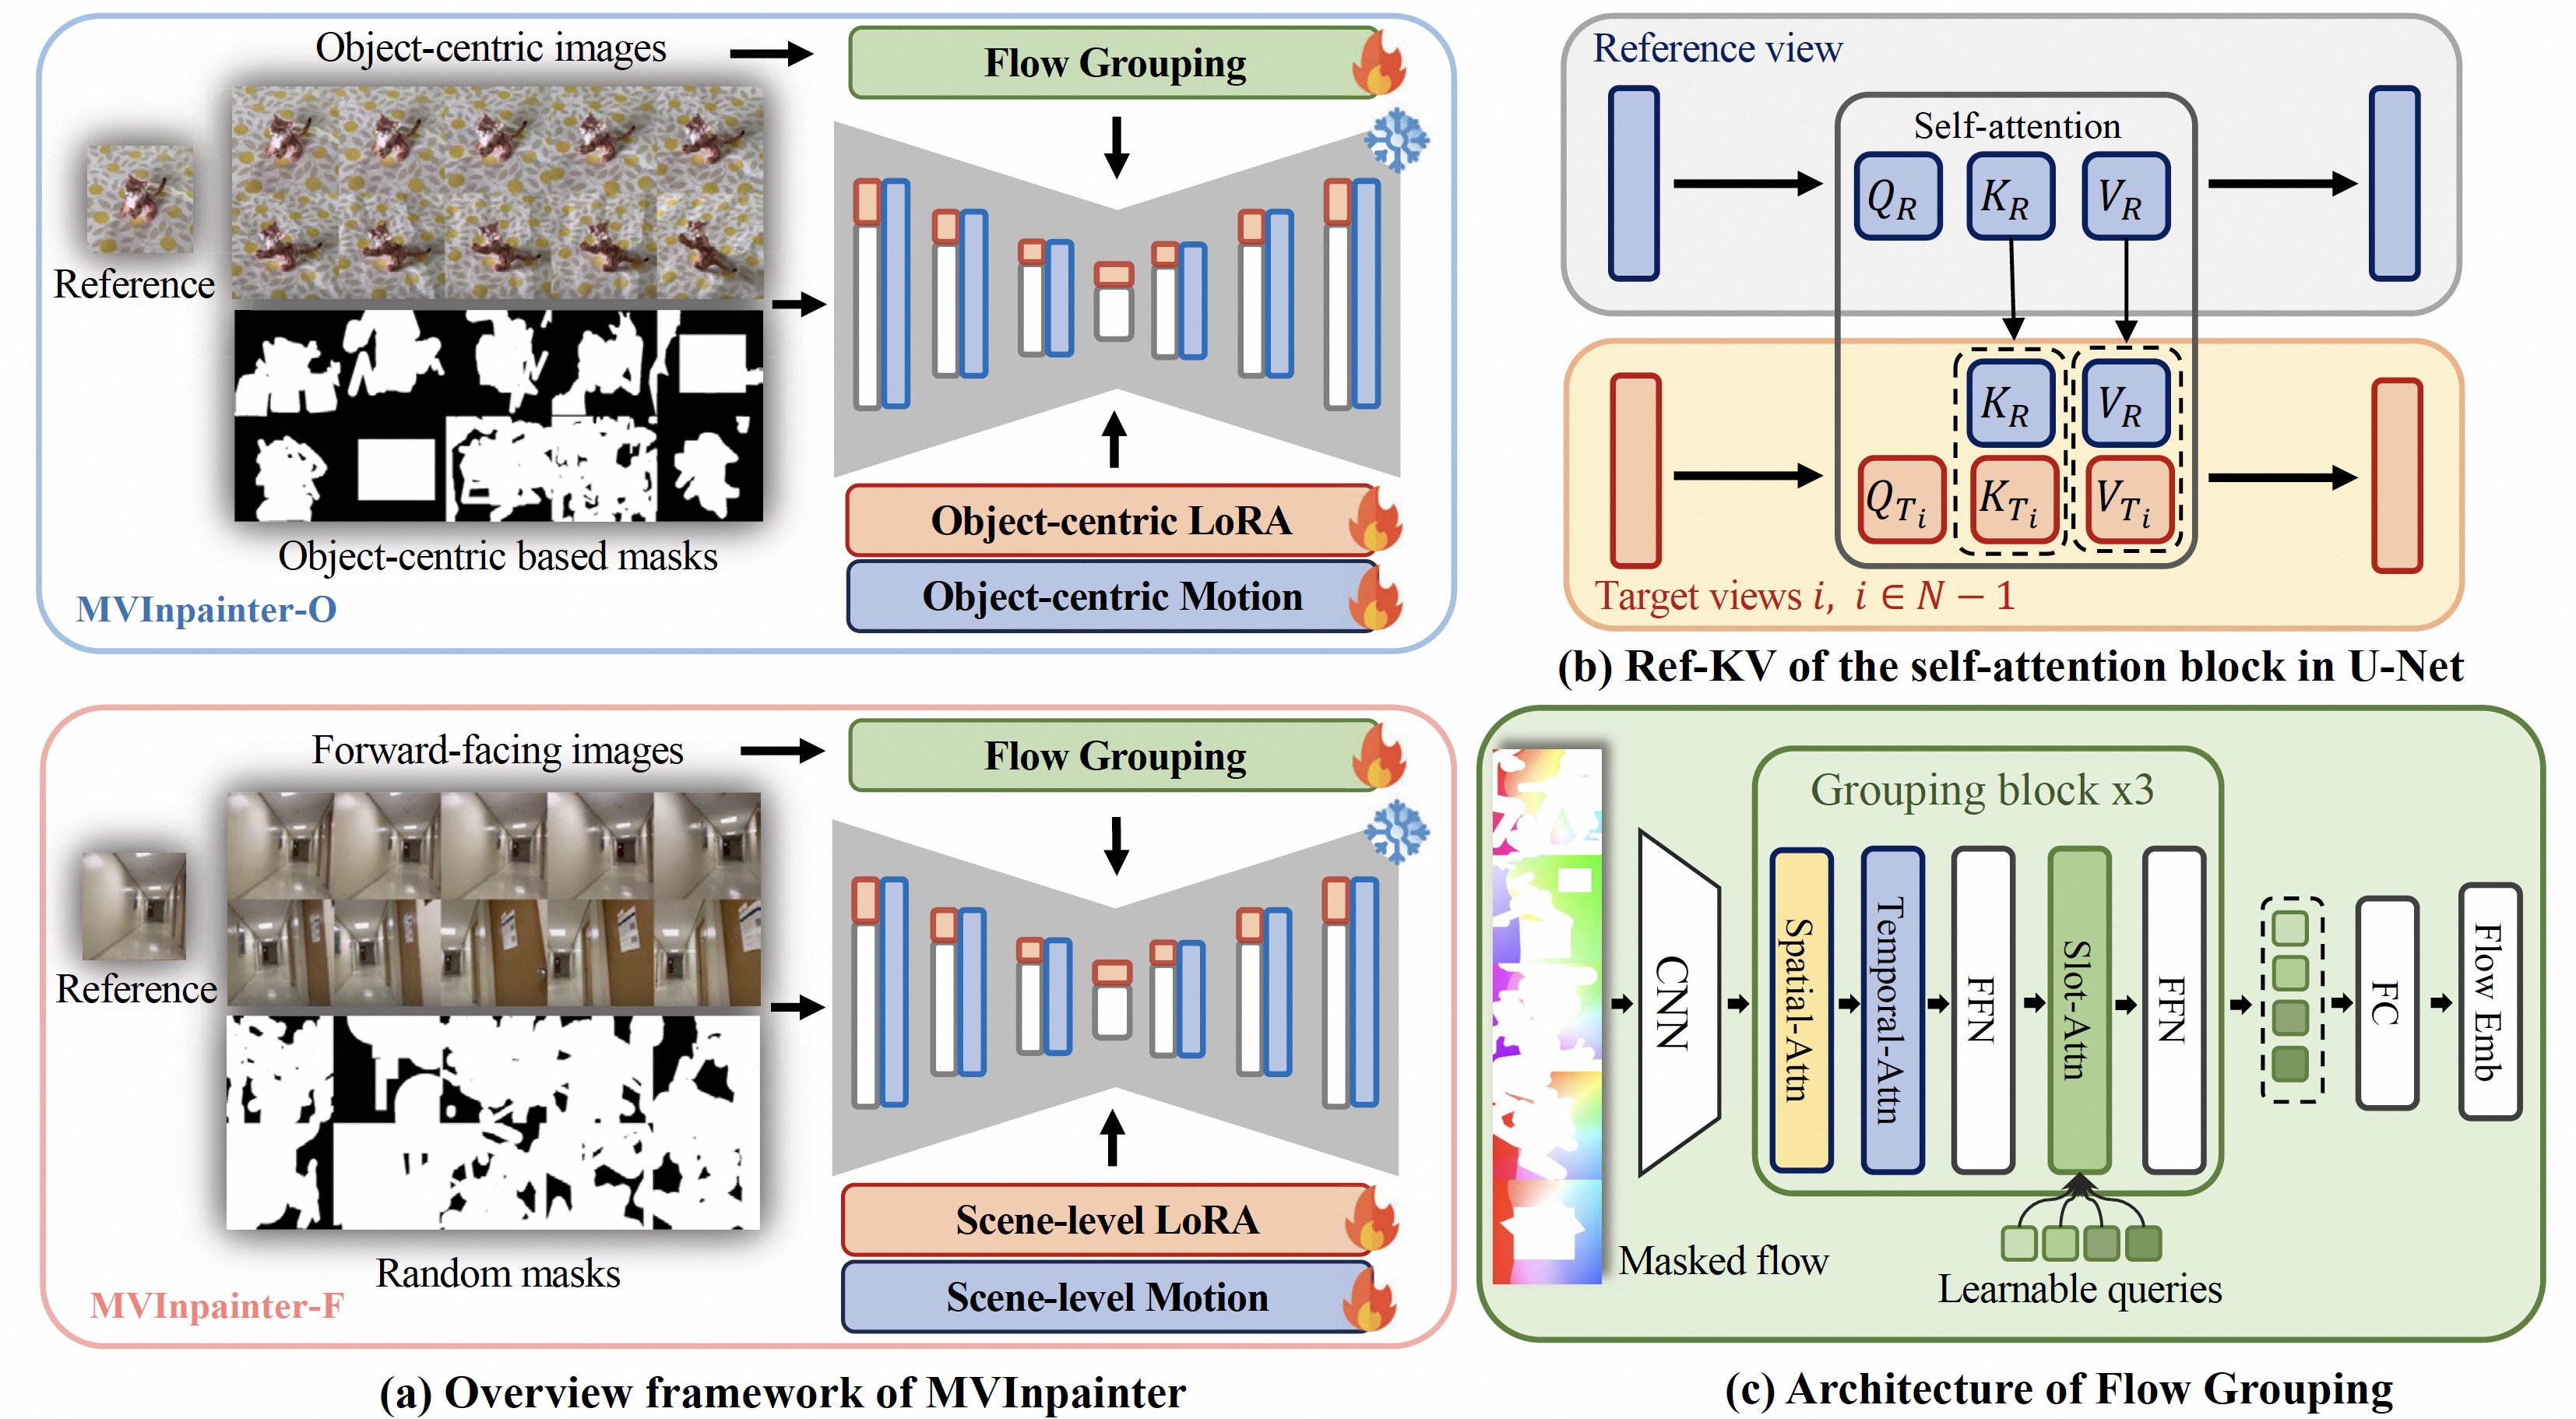 Object-centric images
Flow Grouping
Reference
Object-centric based masks
Object-centric LoRA
Object-centric Motion
MVInpainter-O
Forward-facing images
Flow Grouping
Reference
Random masks
Scene-level LoRA
Scene-level Motion
MVInpainter-F
(a) Overview framework of MVInpainter
Reference view
Self-attention
Q_R K_R V_R
K_R V_R
Q_{T_i} K_{T_i} V_{T_i}
Target views i, i ∈ N − 1
(b) Ref-KV of the self-attention block in U-Net
Grouping block x3
CNN
Spatial-Attn
Temporal-Attn
FFN
Slot-Attn
FFN
FC
Flow Emb
Masked flow
Learnable queries
(c) Architecture of Flow Grouping